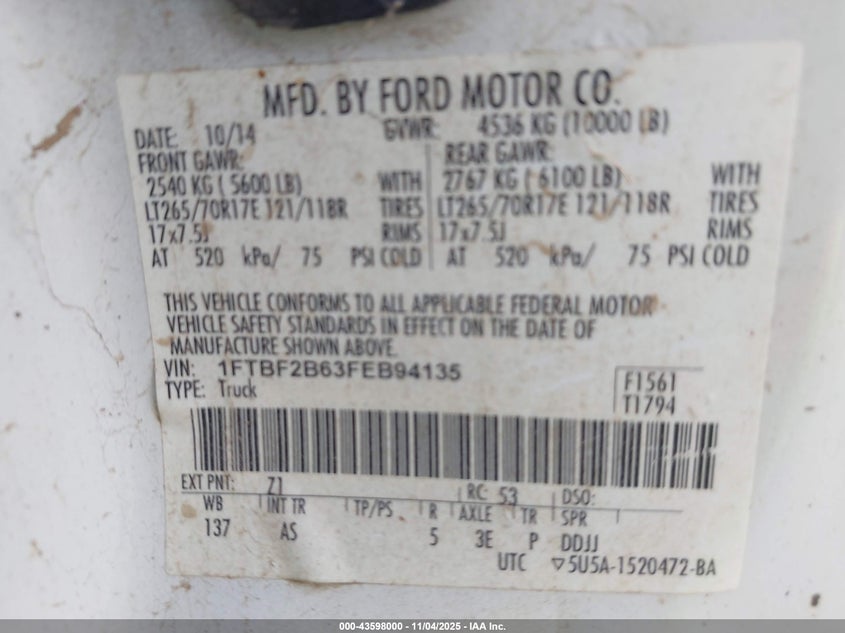 MFD. BY FORD MOTOR CO.
DATE: 10/14 GVWR: 4536 KG (10000 LB)
FRONT GAWR: REAR GAWR:
2540 KG ( 5600 LB) WITH 2767 KG ( 6100 LB) WITH
LT265/70R17E 121/118R TIRES LT265/70R17E 121/118R TIRES
17x7.5J RIMS 17x7.5J RIMS
AT 520 kPa/ 75 PSI COLD AT 520 kPa/ 75 PSI COLD
THIS VEHICLE CONFORMS TO ALL APPLICABLE FEDERAL MOTOR
VEHICLE SAFETY STANDARDS IN EFFECT ON THE DATE OF
MANUFACTURE SHOWN ABOVE.
VIN: 1FTBF2B63FEB94135
TYPE: Truck
F1561
T1794
EXT PNT: Z1 RC: 53 DSO:
WB INT TR TP/PS R AXLE TR SPR
137 AS 5 3E P DDJJ
UTC ▽5U5A-1520472-BA
000-43598000 - 11/04/2025 - IAA Inc.